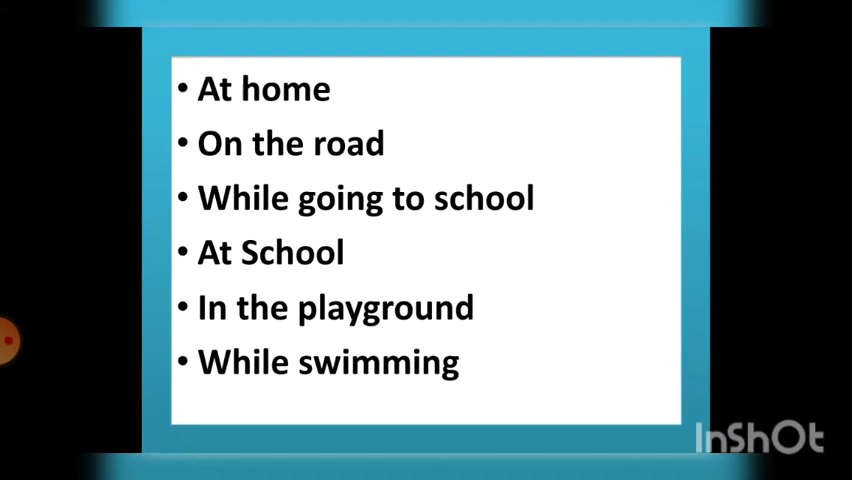 • At home
• On the road
• While going to school
• At School
• In the playground
• While swimming
InShOt